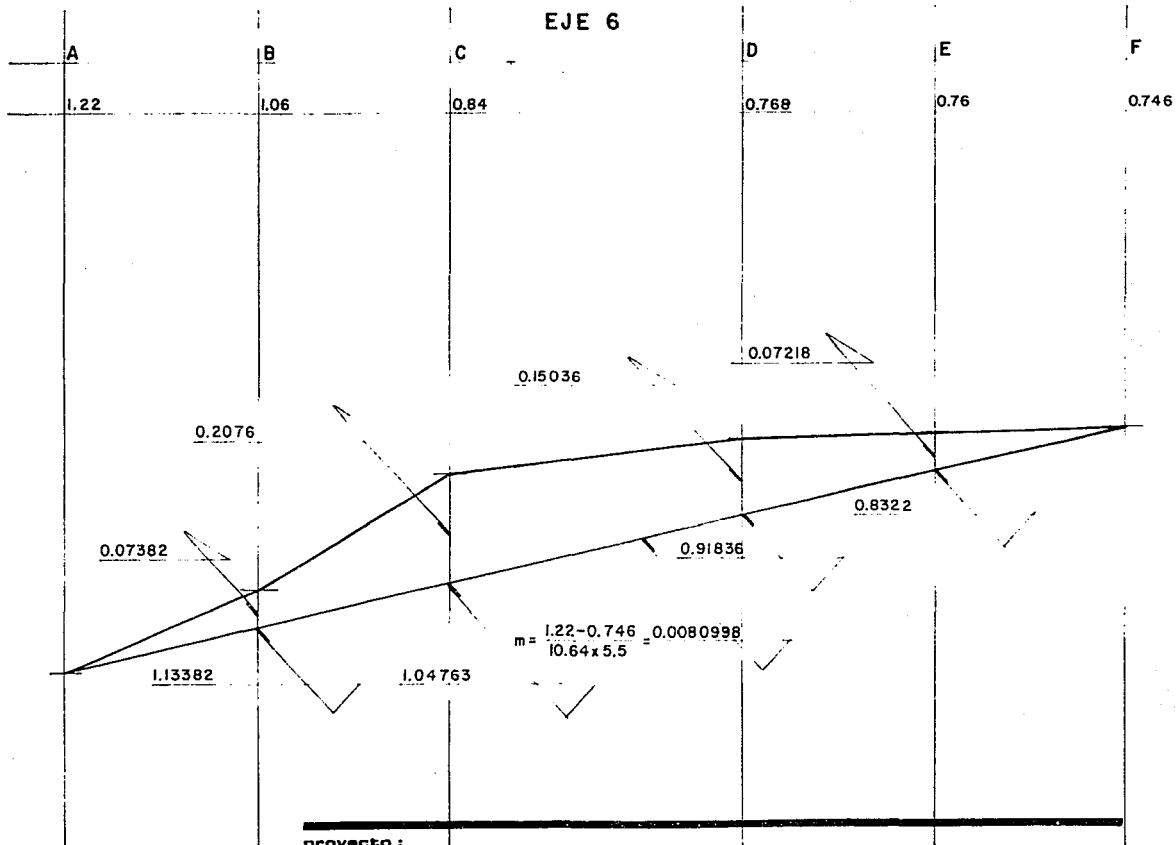 EJE 6
A B C D E F
1.22 1.06 0.84 0.768 0.76 0.746
0.07218
0.15036
0.2076
0.8322
0.07382
0.91836
m = 1.22-0.746 / 10.64 x 5.5 = 0.0080998
1.13382 1.04763
proyecto :